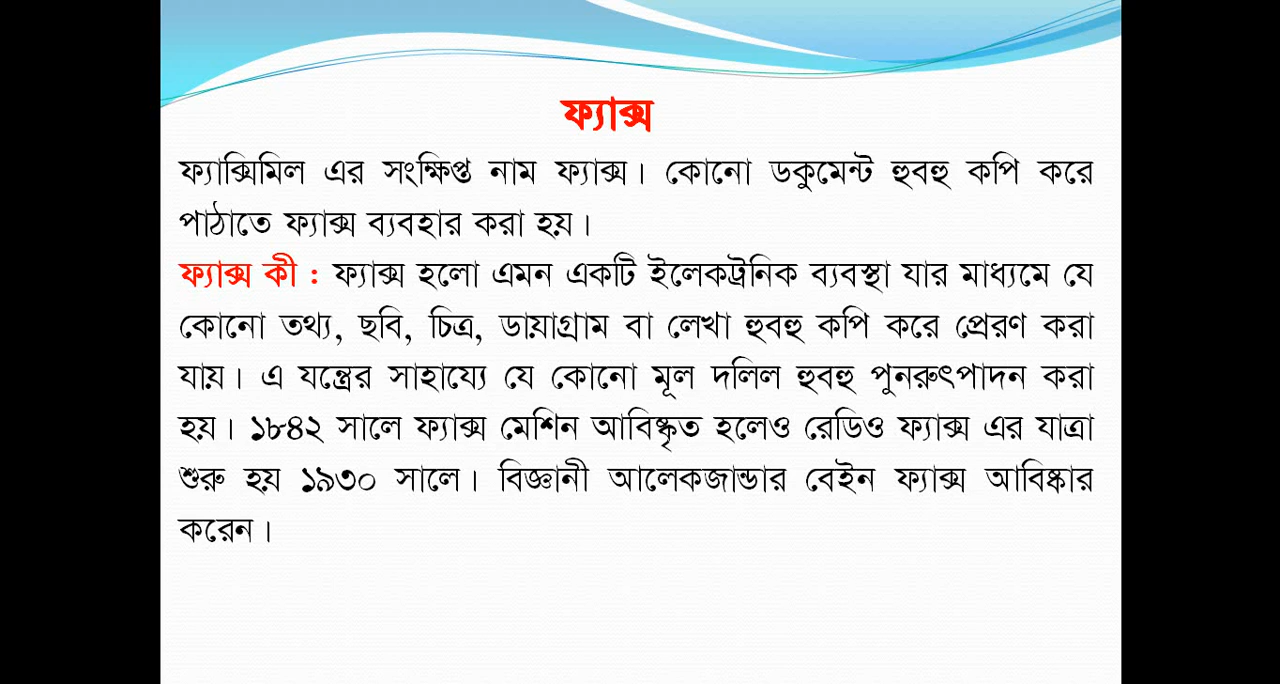 ফ্যাক্স
ফ্যাক্সিমিল এর সংক্ষিপ্ত নাম ফ্যাক্স। কোনো ডকুমেন্ট হুবহু কপি করে
পাঠাতে ফ্যাক্স ব্যবহার করা হয়।
ফ্যাক্স কী : ফ্যাক্স হলো এমন একটি ইলেকট্রনিক ব্যবস্থা যার মাধ্যমে যে
কোনো তথ্য, ছবি, চিত্র, ডায়াগ্রাম বা লেখা হুবহু কপি করে প্রেরণ করা
যায়। এ যন্ত্রের সাহায্যে যে কোনো মূল দলিল হুবহু পুনরুৎপাদন করা
হয়। ১৮৪২ সালে ফ্যাক্স মেশিন আবিষ্কৃত হলেও রেডিও ফ্যাক্স এর যাত্রা
শুরু হয় ১৯৩০ সালে। বিজ্ঞানী আলেকজান্ডার বেইন ফ্যাক্স আবিষ্কার
করেন।